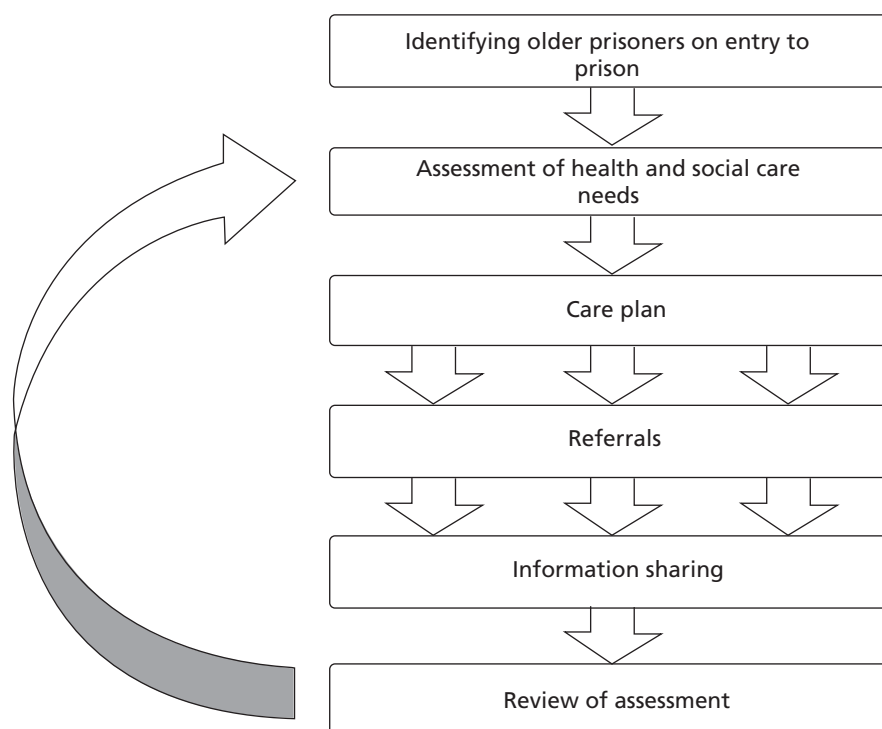 Identifying older prisoners on entry to
prison
Assessment of health and social care
needs
Care plan
Referrals
Information sharing
Review of assessment